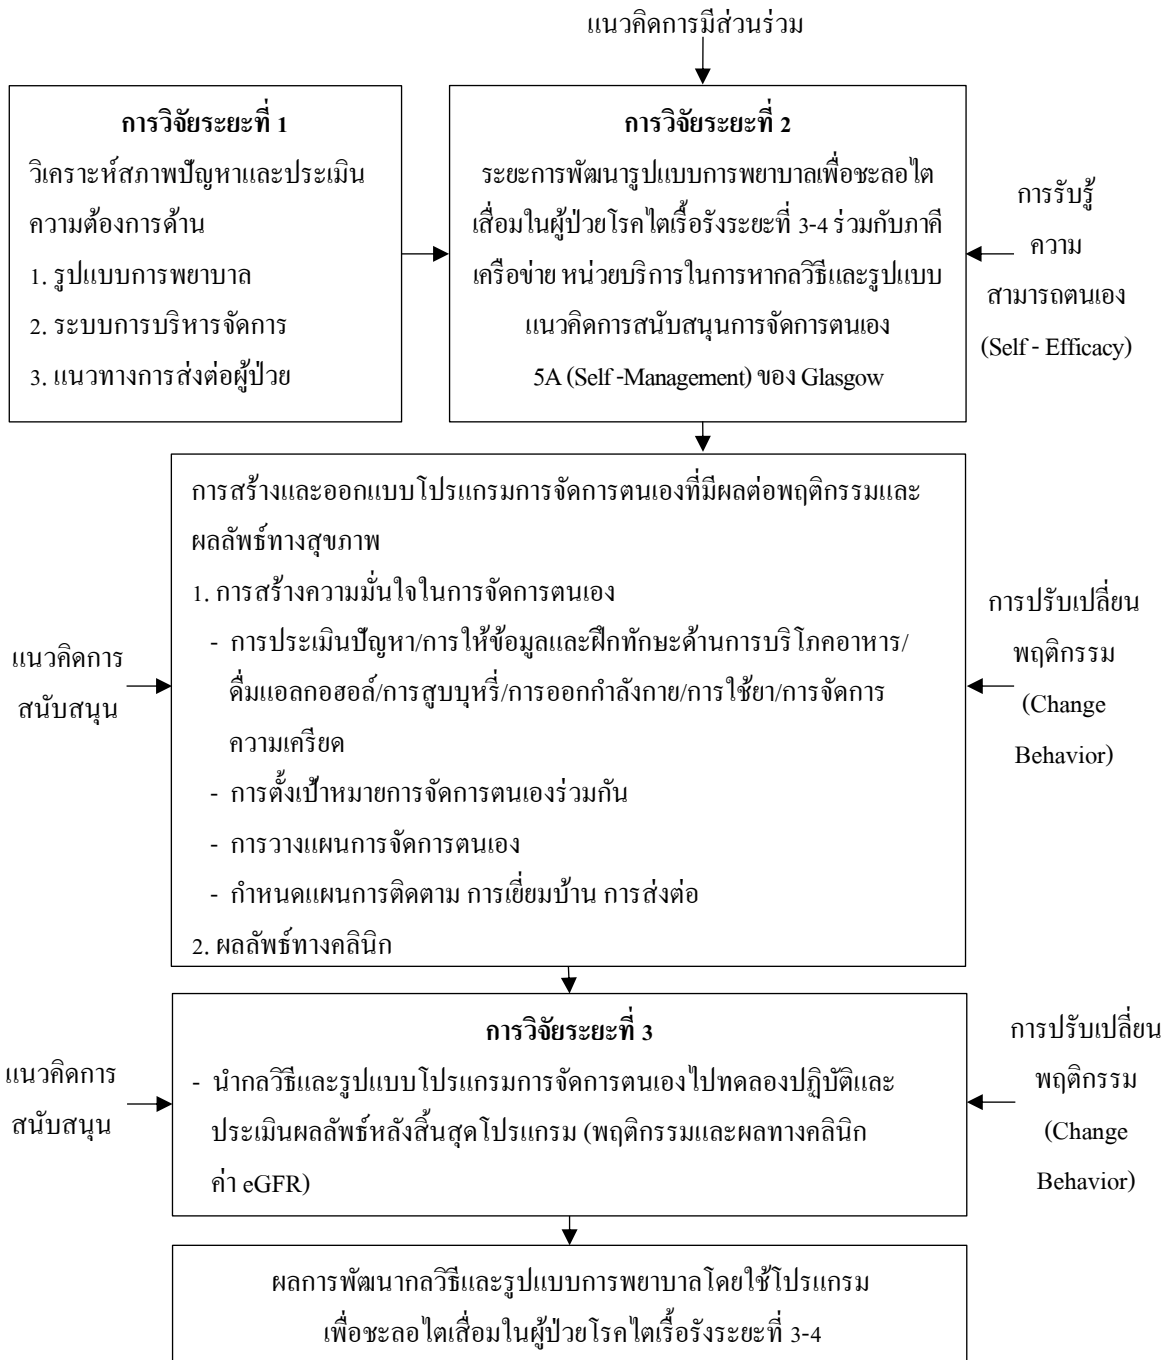 แนวคิดการมีส่วนร่วม
การวิจัยระยะที่ 1
วิเคราะห์สภาพปัญหาและประเมิน
ความต้องการด้าน
1. รูปแบบการพยาบาล
2. ระบบการบริหารจัดการ
3. แนวทางการส่งต่อผู้ป่วย
การวิจัยระยะที่ 2
ระยะการพัฒนารูปแบบการพยาบาลเพื่อชะลอไต
เสื่อมในผู้ป่วยโรคไตเรื้อรังระยะที่ 3-4 ร่วมกับภาคี
เครือข่าย หน่วยบริการในการหากลวิธีและรูปแบบ
แนวคิดการสนับสนุนการจัดการตนเอง
5A (Self -Management) ของ Glasgow
การรับรู้
ความ
สามารถตนเอง
(Self - Efficacy)
การสร้างและออกแบบโปรแกรมการจัดการตนเองที่มีผลต่อพฤติกรรมและ
ผลลัพธ์ทางสุขภาพ
1. การสร้างความมั่นใจในการจัดการตนเอง
- การประเมินปัญหา/การให้ข้อมูลและฝึกทักษะด้านการบริโภคอาหาร/
ดื่มแอลกอฮอล์/การสูบบุหรี่/การออกกำลังกาย/การใช้ยา/การจัดการ
ความเครียด
- การตั้งเป้าหมายการจัดการตนเองร่วมกัน
- การวางแผนการจัดการตนเอง
- กำหนดแผนการติดตาม การเยี่ยมบ้าน การส่งต่อ
2. ผลลัพธ์ทางคลินิก
แนวคิดการ
สนับสนุน
การปรับเปลี่ยน
พฤติกรรม
(Change
Behavior)
การวิจัยระยะที่ 3
- นำกลวิธีและรูปแบบโปรแกรมการจัดการตนเองไปทดลองปฏิบัติและ
ประเมินผลลัพธ์หลังสิ้นสุดโปรแกรม (พฤติกรรมและผลทางคลินิก
ค่า eGFR)
แนวคิดการ
สนับสนุน
การปรับเปลี่ยน
พฤติกรรม
(Change
Behavior)
ผลการพัฒนากลวิธีและรูปแบบการพยาบาลโดยใช้โปรแกรม
เพื่อชะลอไตเสื่อมในผู้ป่วยโรคไตเรื้อรังระยะที่ 3-4